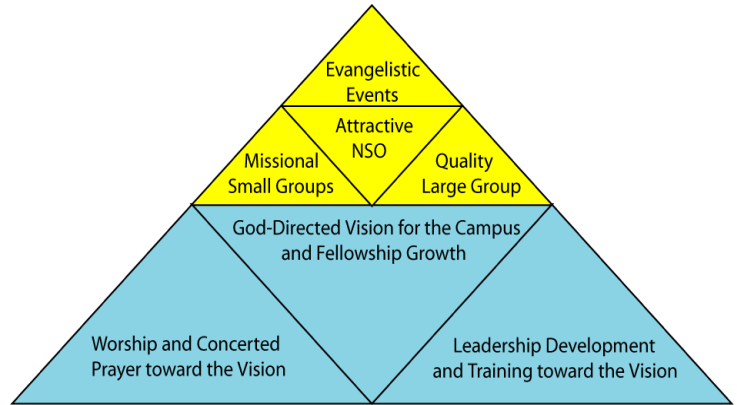 Evangelistic
Events
Attractive
NSO
Missional
Small Groups
Quality
Large Group
God-Directed Vision for the Campus
and Fellowship Growth
Worship and Concerted
Prayer toward the Vision
Leadership Development
and Training toward the Vision